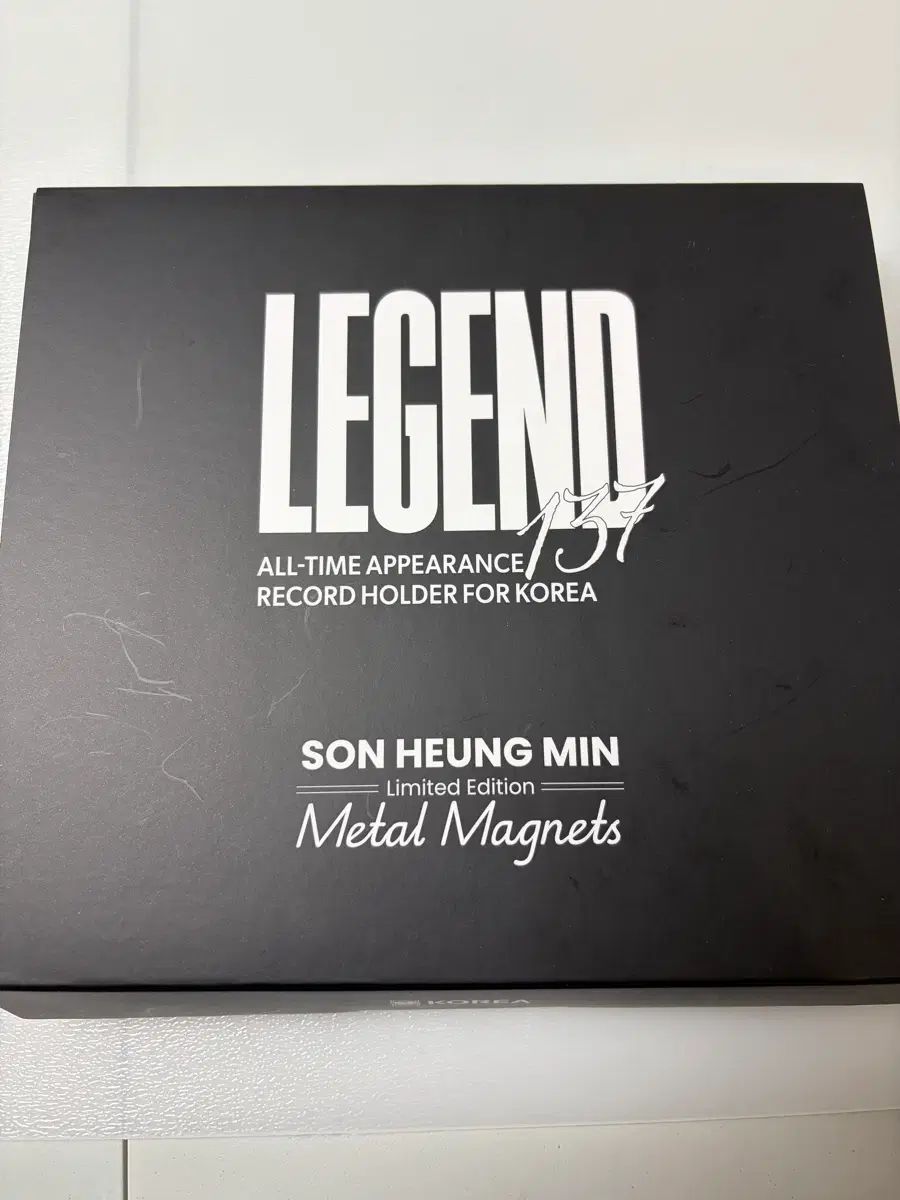 LEGEND
137
ALL-TIME APPEARANCE
RECORD HOLDER FOR KOREA
SON HEUNG MIN
Limited Edition
Metal Magnets
KOREA